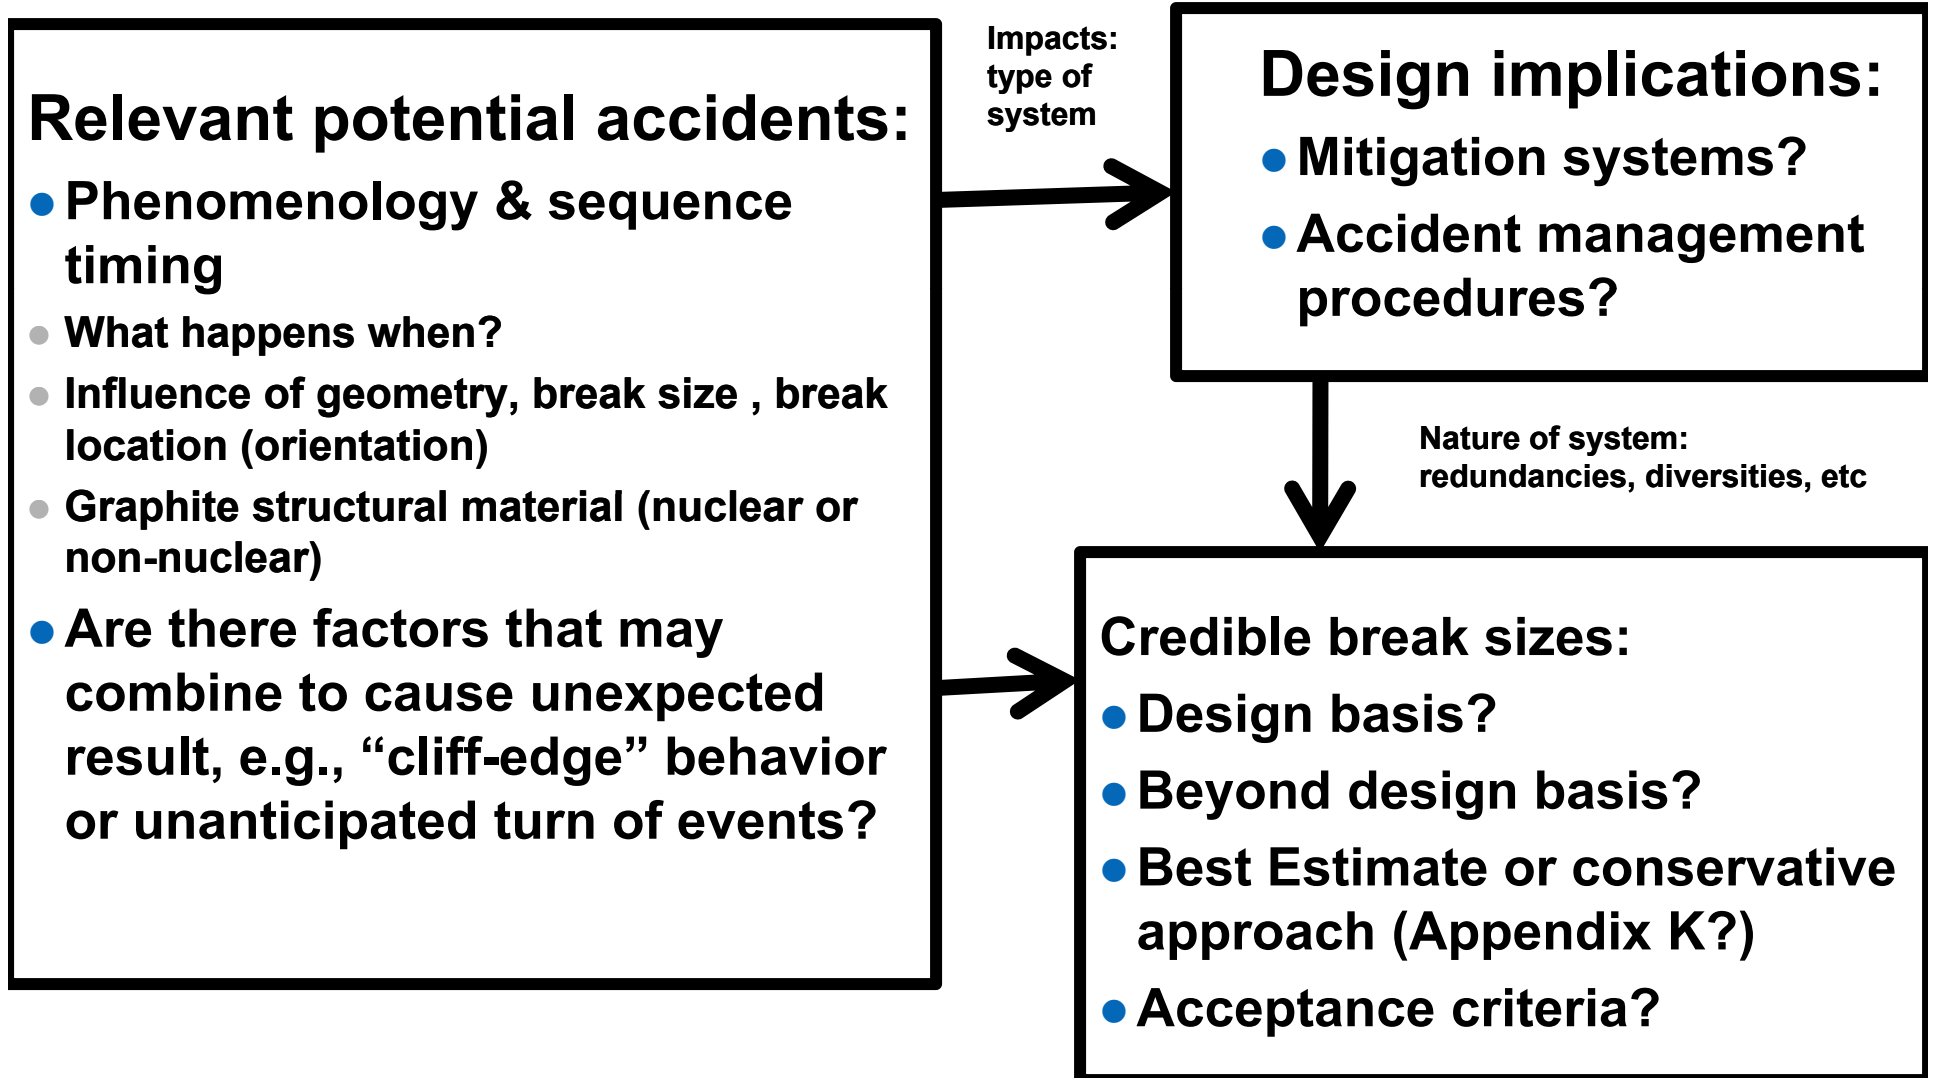 Relevant potential accidents:
● Phenomenology & sequence
timing
● What happens when?
● Influence of geometry, break size , break
location (orientation)
● Graphite structural material (nuclear or
non-nuclear)
● Are there factors that may
combine to cause unexpected
result, e.g., “cliff-edge” behavior
or unanticipated turn of events?
Impacts:
type of
system
Design implications:
● Mitigation systems?
● Accident management
procedures?
Nature of system:
redundancies, diversities, etc
Credible break sizes:
● Design basis?
● Beyond design basis?
● Best Estimate or conservative
approach (Appendix K?)
● Acceptance criteria?